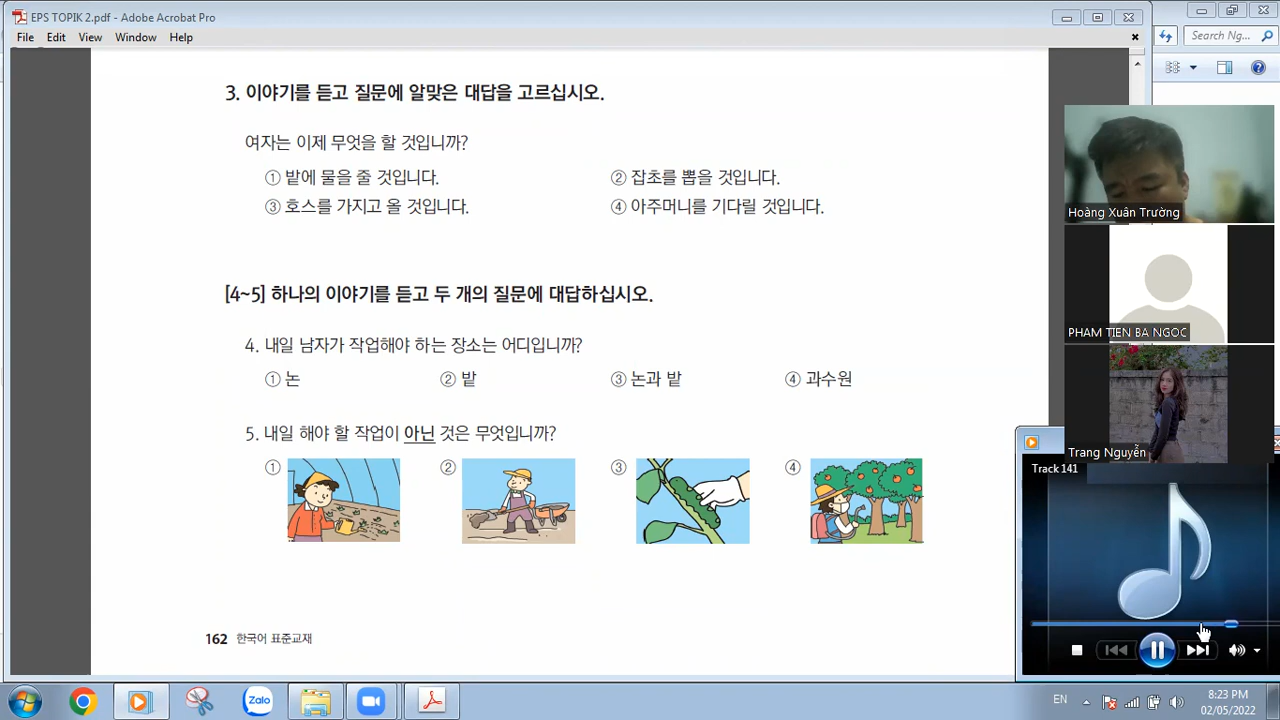 EPS TOPIK 2.pdf - Adobe Acrobat Pro
File Edit View Window Help
Search Ng...
3. 이야기를 듣고 질문에 알맞은 대답을 고르십시오.
여자는 이제 무엇을 할 것입니까?
① 밭에 물을 줄 것입니다. ② 잡초를 뽑을 것입니다.
③ 호스를 가지고 올 것입니다. ④ 아주머니를 기다릴 것입니다.
[4~5] 하나의 이야기를 듣고 두 개의 질문에 대답하십시오.
4. 내일 남자가 작업해야 하는 장소는 어디입니까?
① 논 ② 밭 ③ 논과 밭 ④ 과수원
5. 내일 해야 할 작업이 아닌 것은 무엇입니까?
① ② ③ ④
162 한국어 표준교재
Hoàng Xuân Trường
PHAM TIEN BA NGOC
Trang Nguyễn
Track 141
Zalo
EN
8:23 PM
02/05/2022